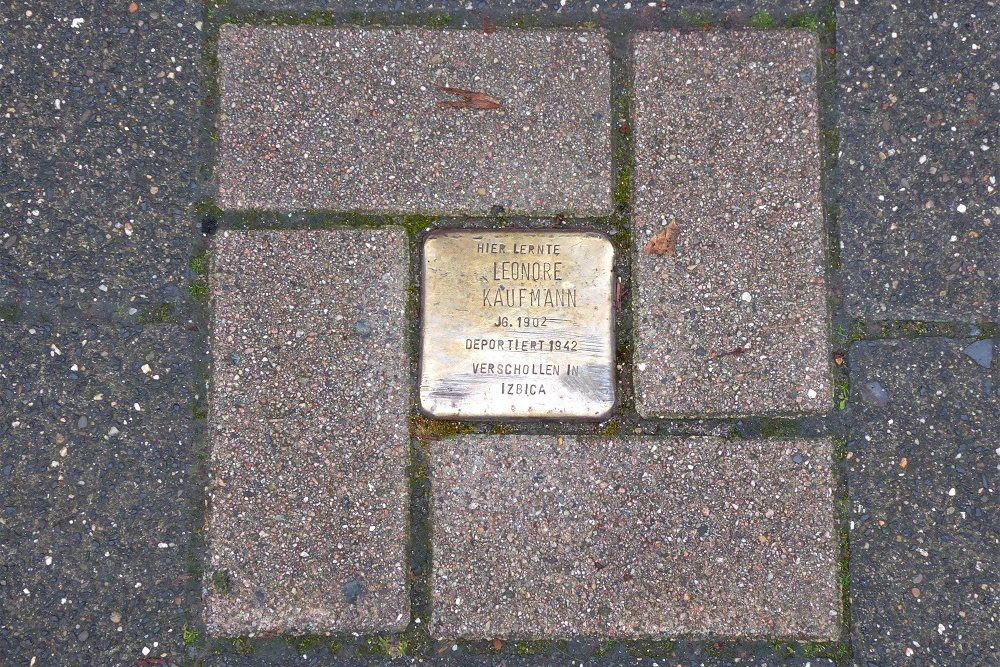 HIER LERNTE
LEONORE
KAUFMANN
JG. 1902
DEPORTIERT 1942
VERSCHOLLEN IN
IZBICA